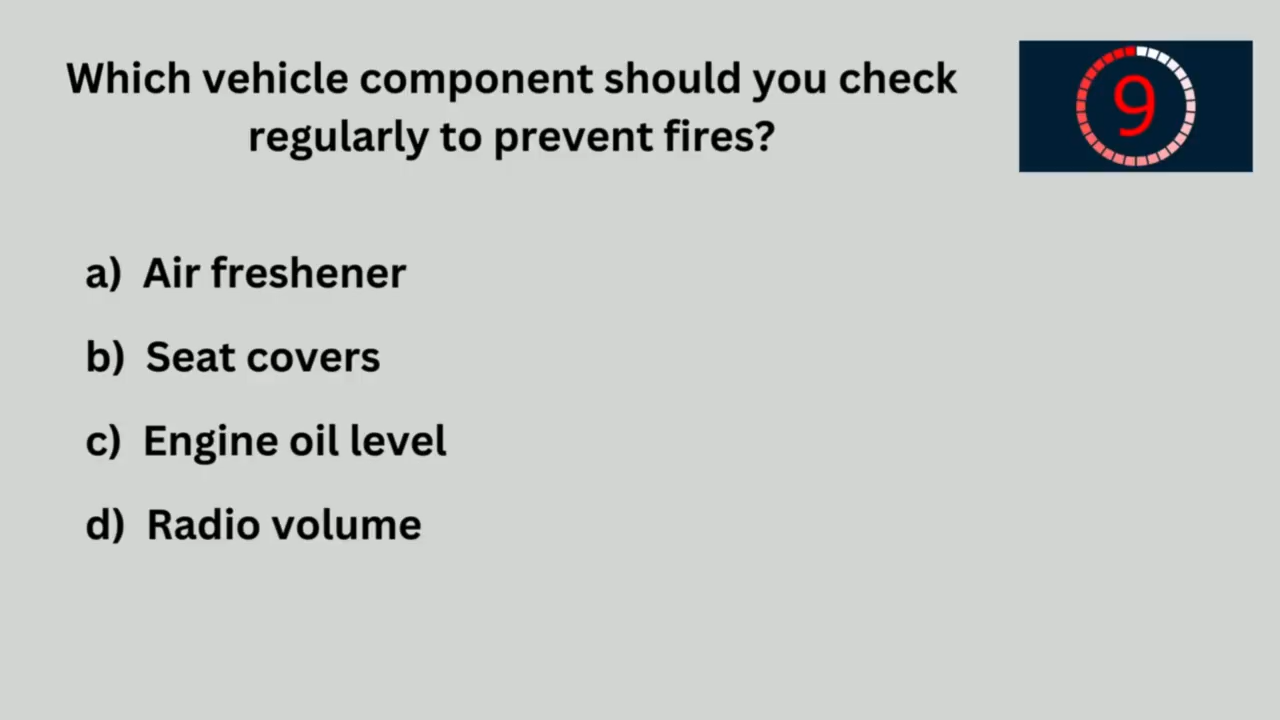 Which vehicle component should you check
regularly to prevent fires?
9
a) Air freshener
b) Seat covers
c) Engine oil level
d) Radio volume